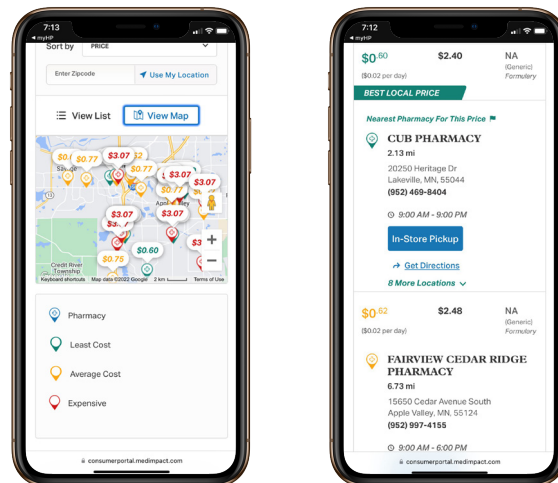 7:13
myHP
Sort by
PRICE
Enter Zipcode
Use My Location
View List
View Map
$0.77
$3.07
$0.77
$3.07
$3.07
Savage
$0.77
13
$3.07
$3.07
$0.75
$0.60
Credit River
Township
Keyboard shortcuts
Map data ©2022 Google
2 km
Terms of Use
Pharmacy
Least Cost
Average Cost
Expensive
consumerportal.medimpact.com
7:12
myHP
$0.60
$2.40
NA
($0.02 per day)
(Generic)
Formulary
BEST LOCAL PRICE
Nearest Pharmacy For This Price
CUB PHARMACY
2.13 mi
20250 Heritage Dr
Lakeville, MN, 55044
(952) 469-8404
9:00 AM - 9:00 PM
In-Store Pickup
Get Directions
8 More Locations
$0.62
$2.48
NA
($0.02 per day)
(Generic)
Formulary
FAIRVIEW CEDAR RIDGE
PHARMACY
6.73 mi
15650 Cedar Avenue South
Apple Valley, MN, 55124
(952) 997-4155
9:00 AM - 6:00 PM
consumerportal.medimpact.com